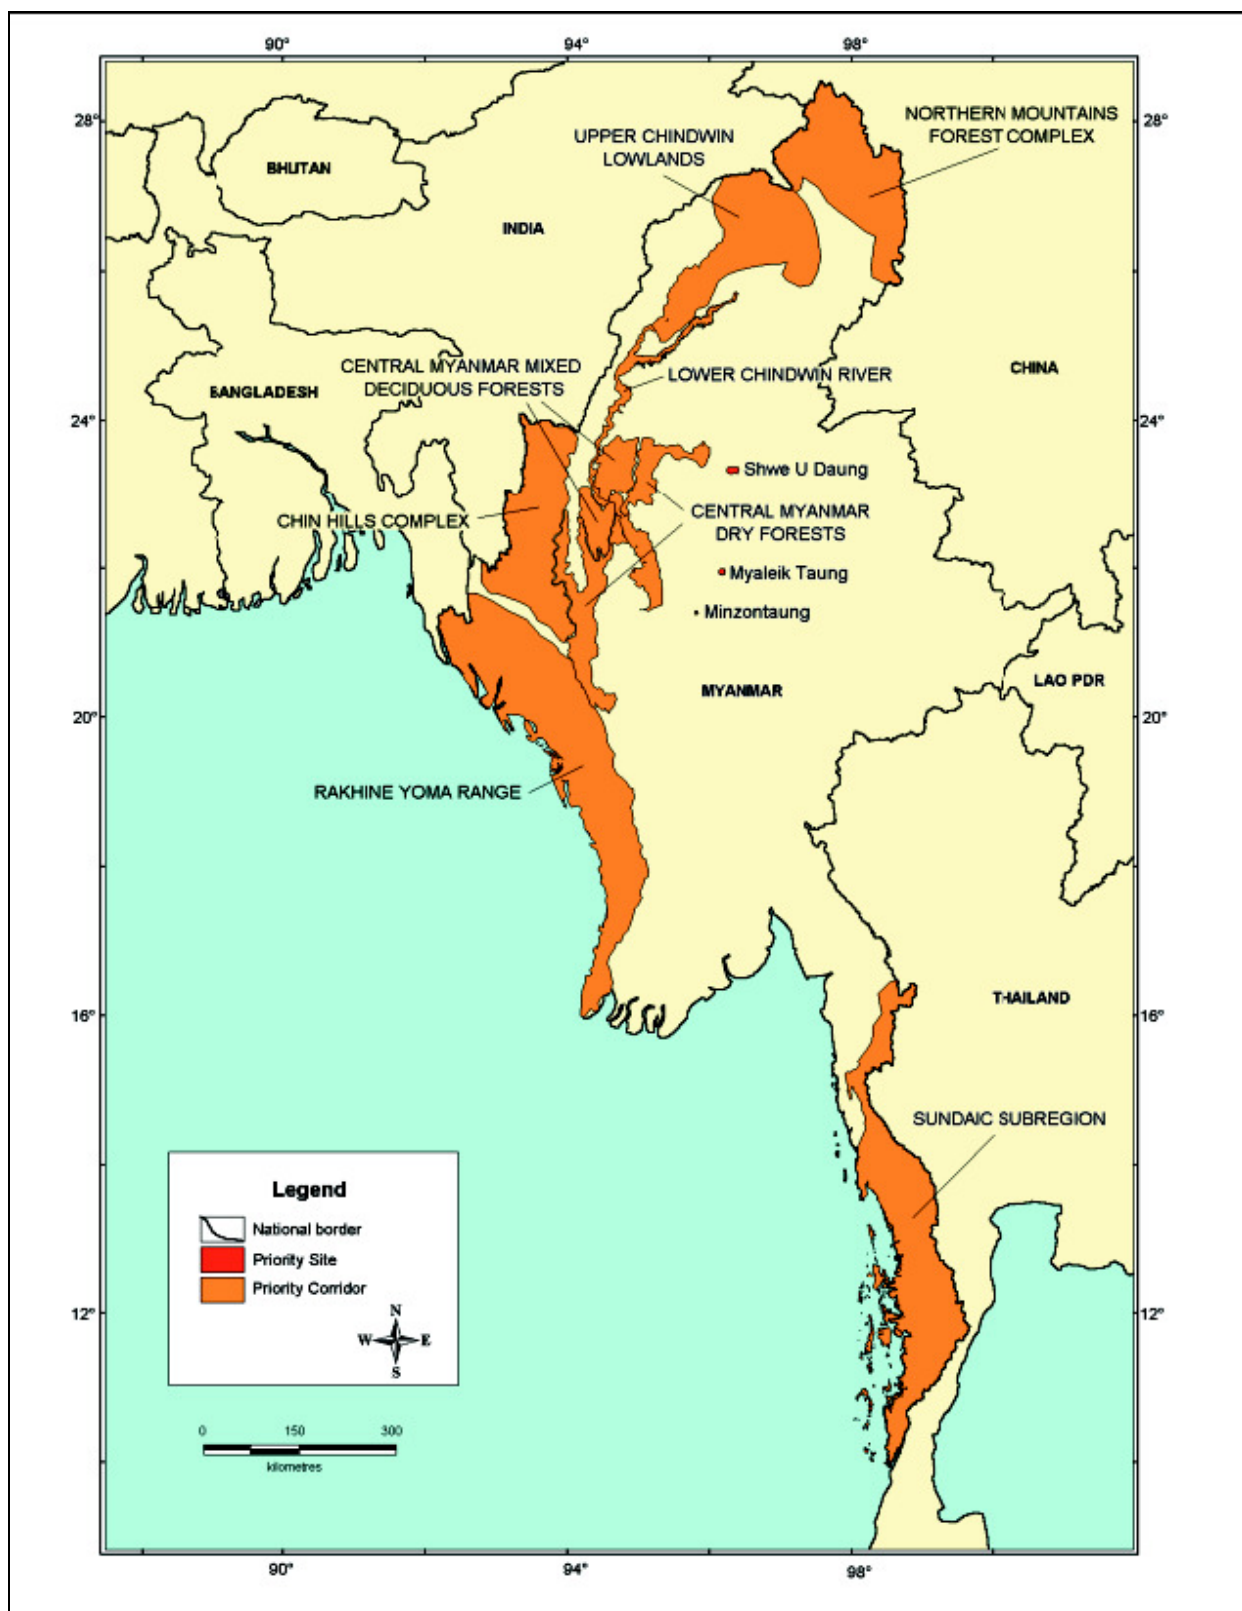 90°
94°
98°
28°
28°
NORTHERN MOUNTAINS
FOREST COMPLEX
UPPER CHINDWIN
LOWLANDS
BHUTAN
INDIA
CENTRAL MYANMAR MIXED
DECIDUOUS FORESTS
LOWER CHINDWIN RIVER
CHINA
BANGLADESH
24°
24°
Shwe U Daung
CHIN HILLS COMPLEX
CENTRAL MYANMAR
DRY FORESTS
Myaleik Taung
Minzontaung
MYANMAR
LAO PDR
20°
20°
RAKHINE YOMA RANGE
THAILAND
16°
16°
SUNDAIC SUBREGION
Legend
National border
Priority Site
Priority Corridor
N
W
E
S
12°
12°
0
150
300
kilometres
90°
94°
98°